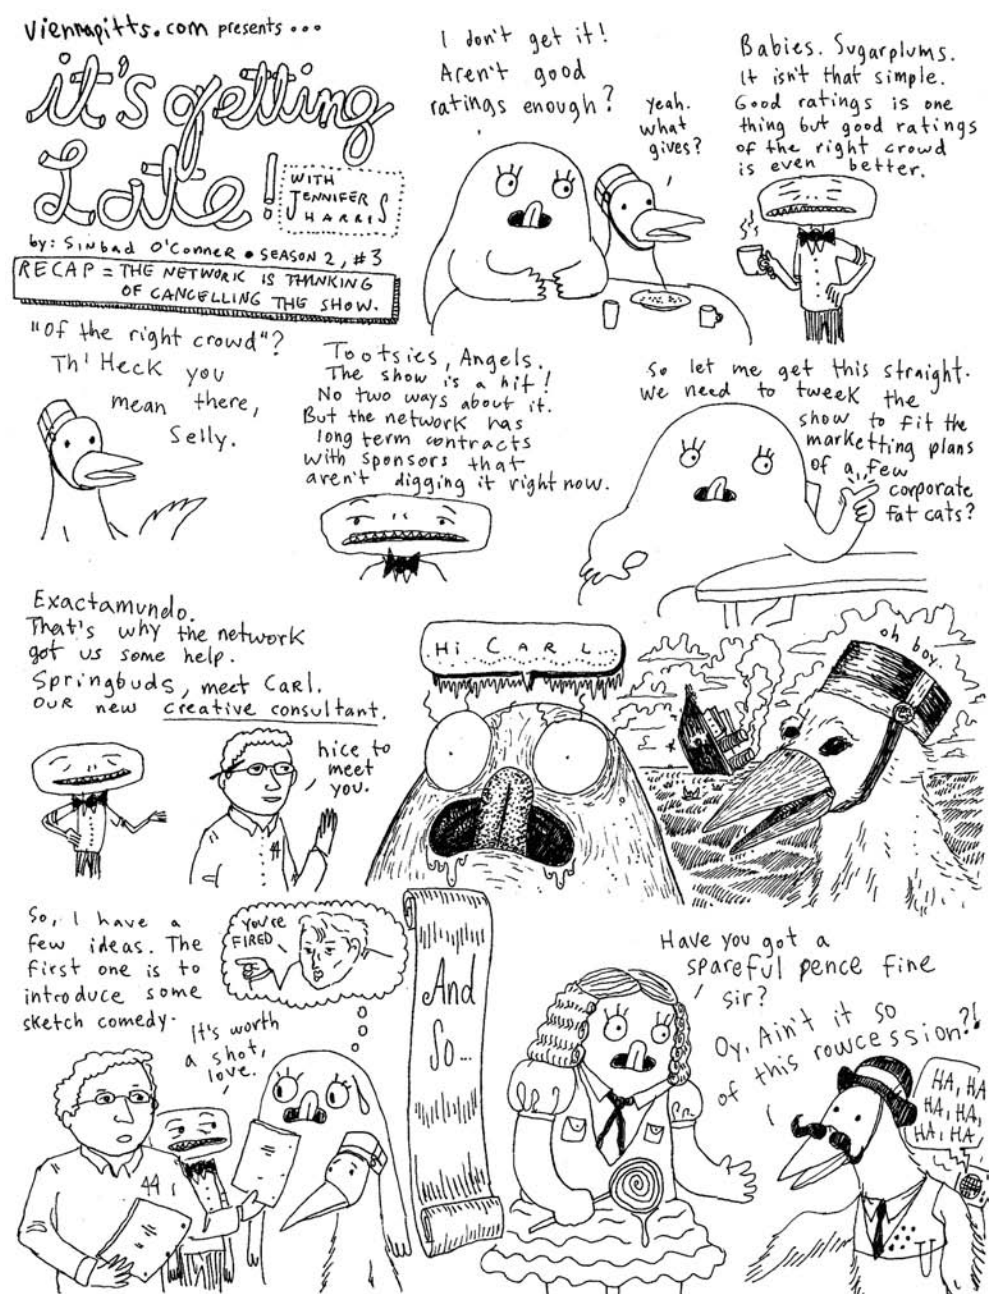 viennapitts.com presents...
it's getting
Late!
WITH
JENNIFER
HARRIS
by: SINBAD O'CONNER • SEASON 2, #3
RECAP = THE NETWORK IS THINKING
OF CANCELLING THE SHOW.
I don't get it!
Aren't good
ratings enough?
yeah.
what
gives?
Babies. Sugarplums.
It isn't that simple.
Good ratings is one
thing but good ratings
of the right crowd
is even better.
"Of the right crowd"?
Th' Heck you
mean there,
Selly.
Tootsies, Angels.
The show is a hit!
No two ways about it.
But the network has
long term contracts
with sponsors that
aren't digging it right now.
So let me get this straight.
We need to tweek the
show to fit the
marketting plans
of a few
corporate
fat cats?
Exactamundo.
That's why the network
got us some help.
Springbuds, meet CARL.
OUR new creative consultant.
nice to
meet
you.
Hi CARL
oh boy.
So, I have a
few ideas. The
first one is to
introduce some
sketch comedy.
you're
FIRED
It's worth
a shot,
love.
And
So...
Have you got a
spareful pence fine
sir?
Oy, Ain't it so
of this rowcession?!
HA, HA
HA, HA,
HA, HA